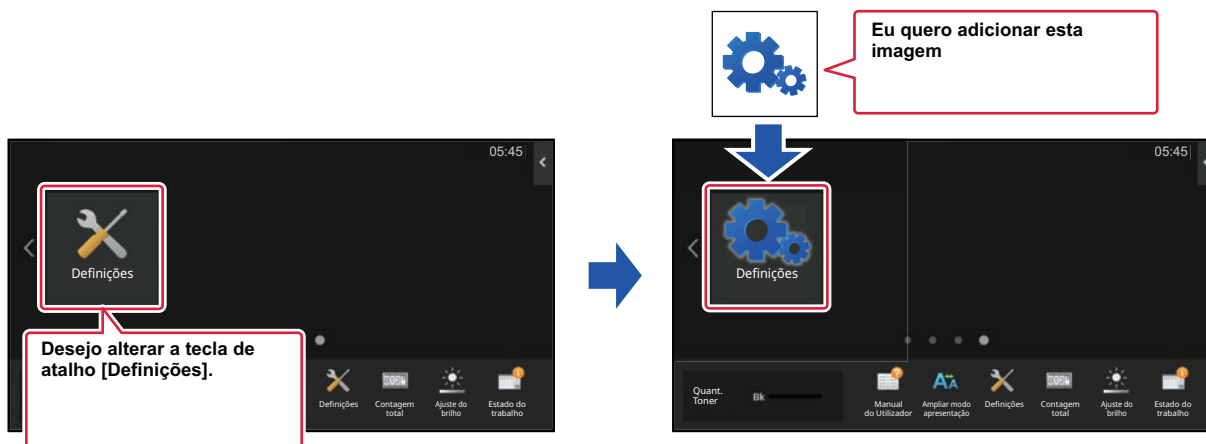 Eu quero adicionar esta
imagem
05:45
Definições
Desejo alterar a tecla de
atalho [Definições].
Definições
Contagem
total
Ajuste do
brilho
Estado do
trabalho
05:45
Definições
Quant.
Toner
Bk
Manual
do Utilizador
Ampliar modo
apresentação
Definições
Contagem
total
Ajuste do
brilho
Estado do
trabalho